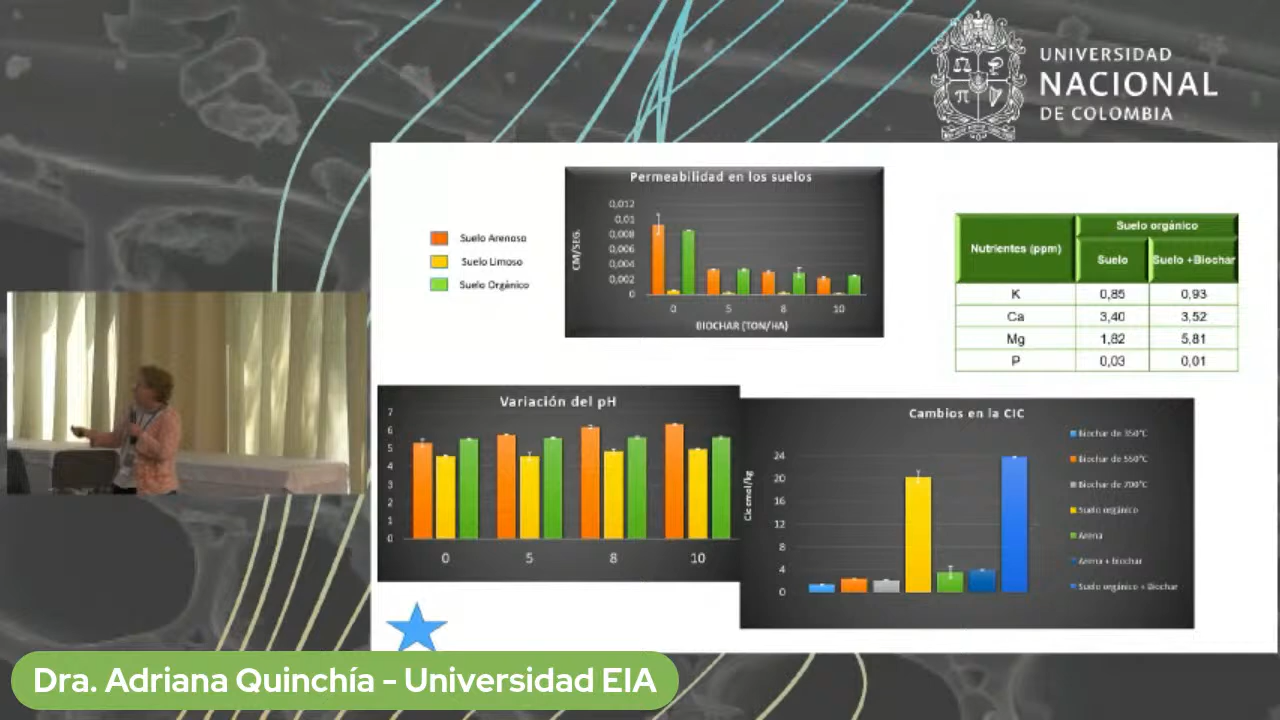 UNIVERSIDAD
NACIONAL
DE COLOMBIA
Permeabilidad en los suelos
0,012
0,01
0,008
0,006
0,004
0,002
0
CM/SEG.
0 5 8 10
BIOCHAR (TON/HA)
Suelo Arenoso
Suelo Limoso
Suelo Orgánico
Nutrientes (ppm)
Suelo orgánico
Suelo Suelo +Biochar
K 0,85 0,93
Ca 3,40 3,52
Mg 1,82 5,81
P 0,03 0,01
Variación del pH
7
6
5
4
3
2
1
0
0 5 8 10
Cambios en la CIC
24
20
16
12
8
4
0
Biochar de 350°C
Biochar de 550°C
Biochar de 700°C
Suelo orgánico
Arena
Arena + biochar
Suelo orgánico + Biochar
Dra. Adriana Quinchía - Universidad EIA